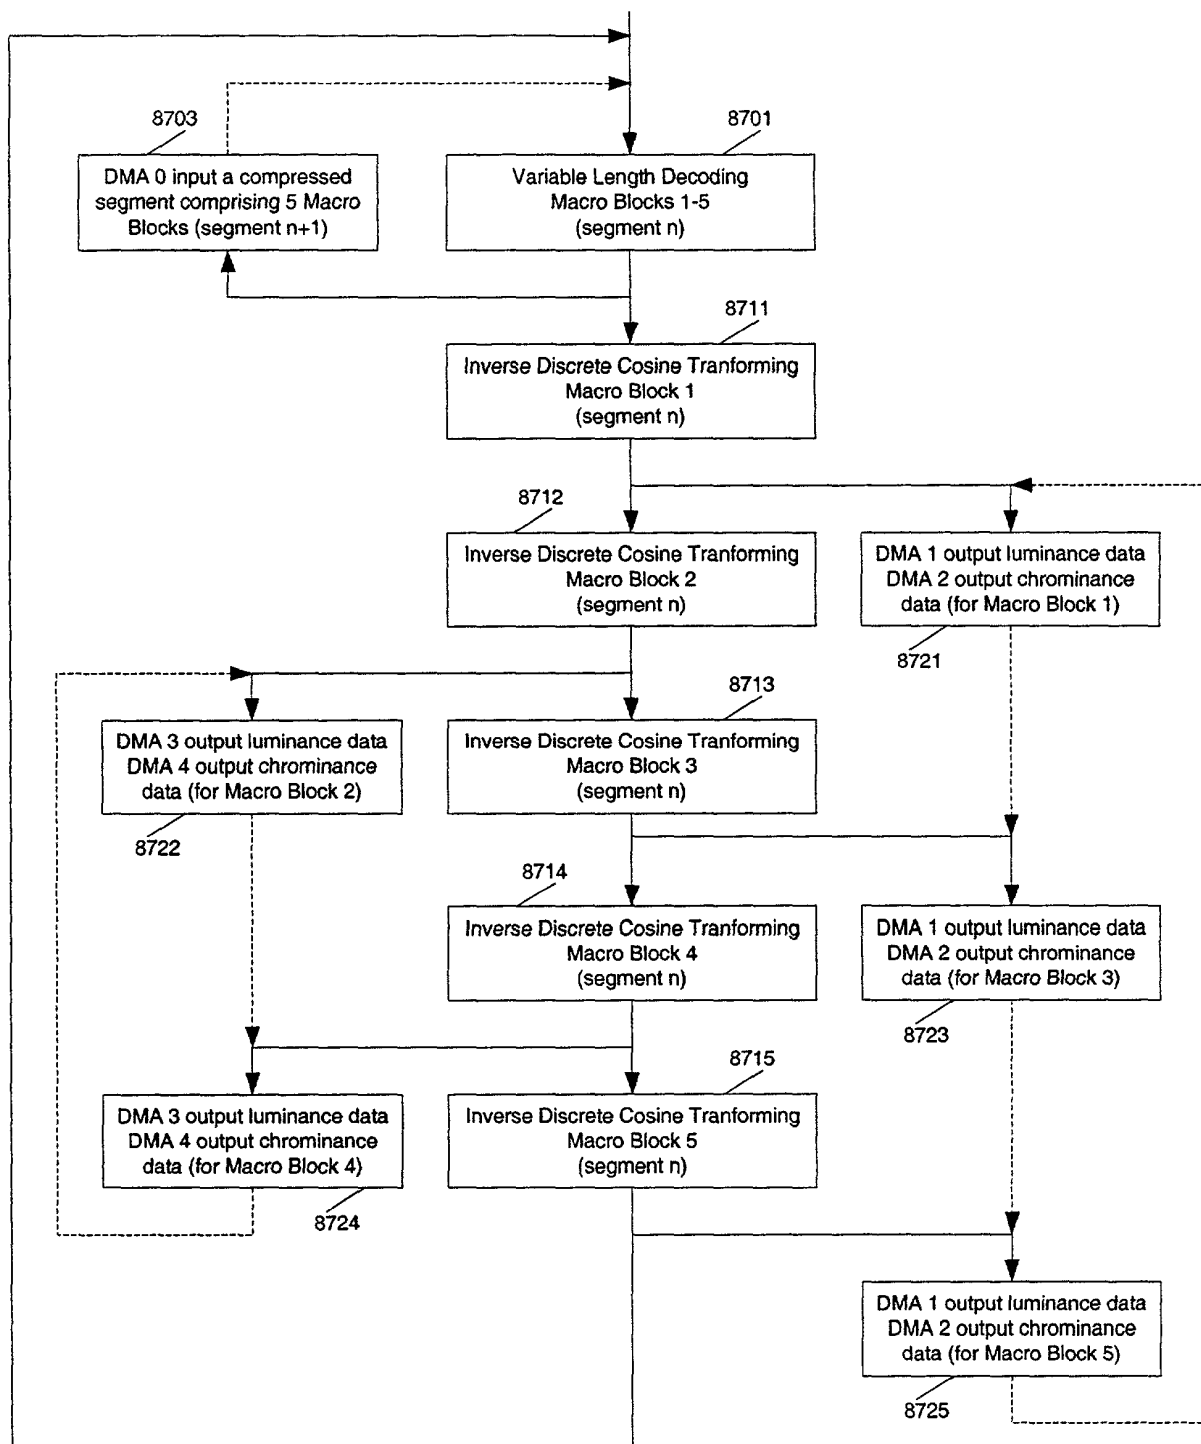 8703
8701
DMA 0 input a compressed
segment comprising 5 Macro
Blocks (segment n+1)
Variable Length Decoding
Macro Blocks 1-5
(segment n)
8711
Inverse Discrete Cosine Tranforming
Macro Block 1
(segment n)
8712
Inverse Discrete Cosine Tranforming
Macro Block 2
(segment n)
DMA 1 output luminance data
DMA 2 output chrominance
data (for Macro Block 1)
8721
8713
DMA 3 output luminance data
DMA 4 output chrominance
data (for Macro Block 2)
8722
Inverse Discrete Cosine Tranforming
Macro Block 3
(segment n)
8714
Inverse Discrete Cosine Tranforming
Macro Block 4
(segment n)
DMA 1 output luminance data
DMA 2 output chrominance
data (for Macro Block 3)
8723
8715
DMA 3 output luminance data
DMA 4 output chrominance
data (for Macro Block 4)
8724
Inverse Discrete Cosine Tranforming
Macro Block 5
(segment n)
DMA 1 output luminance data
DMA 2 output chrominance
data (for Macro Block 5)
8725